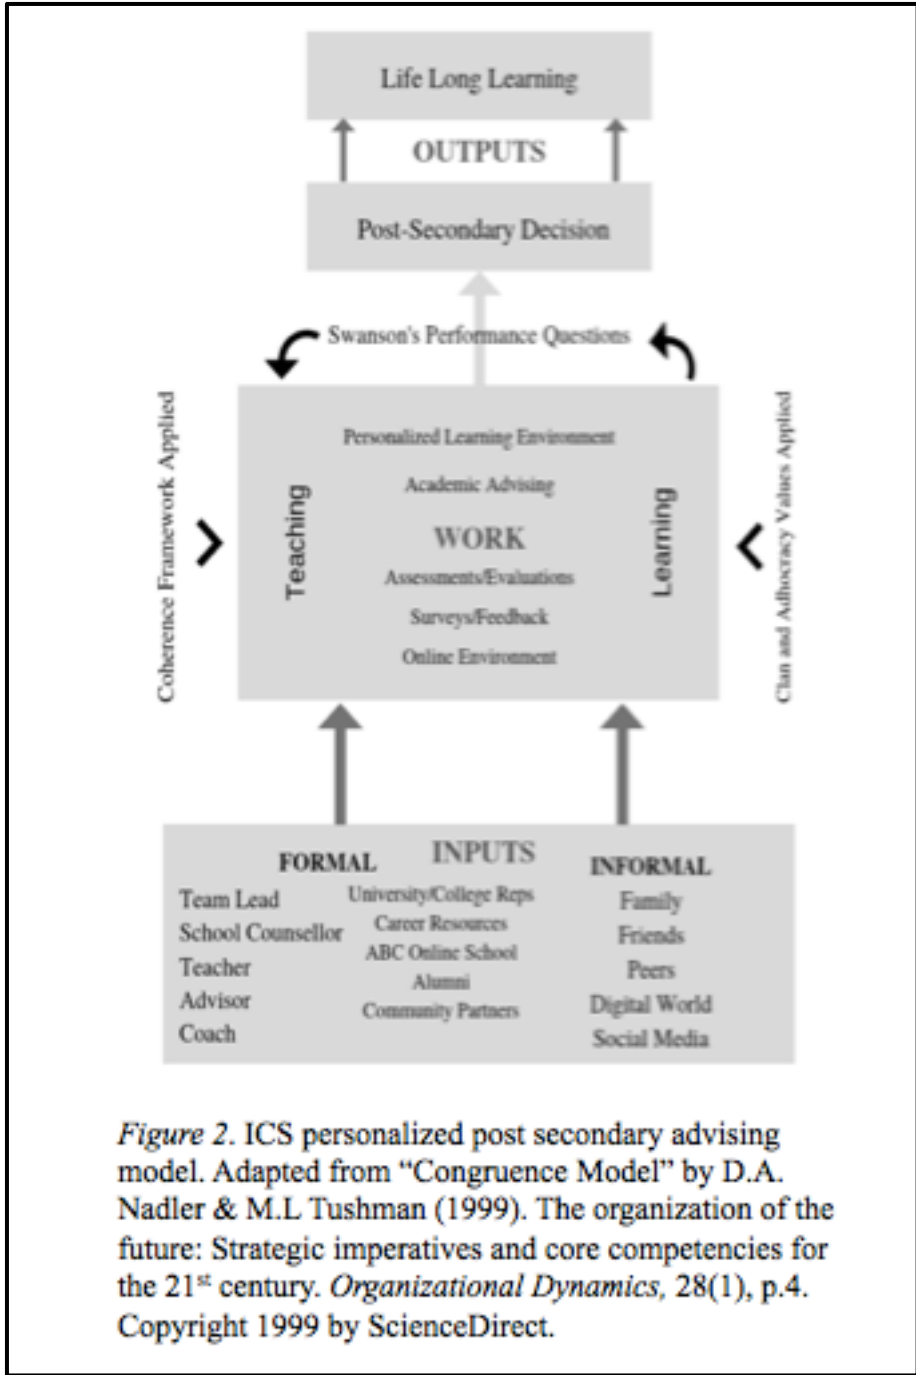 Life Long Learning
OUTPUTS
Post-Secondary Decision
Swanson's Performance Questions
Coherence Framework Applied
Teaching
Personalized Learning Environment
Academic Advising
WORK
Assessments/Evaluations
Surveys/Feedback
Online Environment
Learning
Clan and Adhocracy Values Applied
INPUTS
FORMAL
Team Lead
School Counsellor
Teacher
Advisor
Coach
University/College Reps
Career Resources
ABC Online School
Alumni
Community Partners
INFORMAL
Family
Friends
Peers
Digital World
Social Media
Figure 2. ICS personalized post secondary advising
model. Adapted from “Congruence Model” by D.A.
Nadler & M.L Tushman (1999). The organization of the
future: Strategic imperatives and core competencies for
the 21st century. Organizational Dynamics, 28(1), p.4.
Copyright 1999 by ScienceDirect.